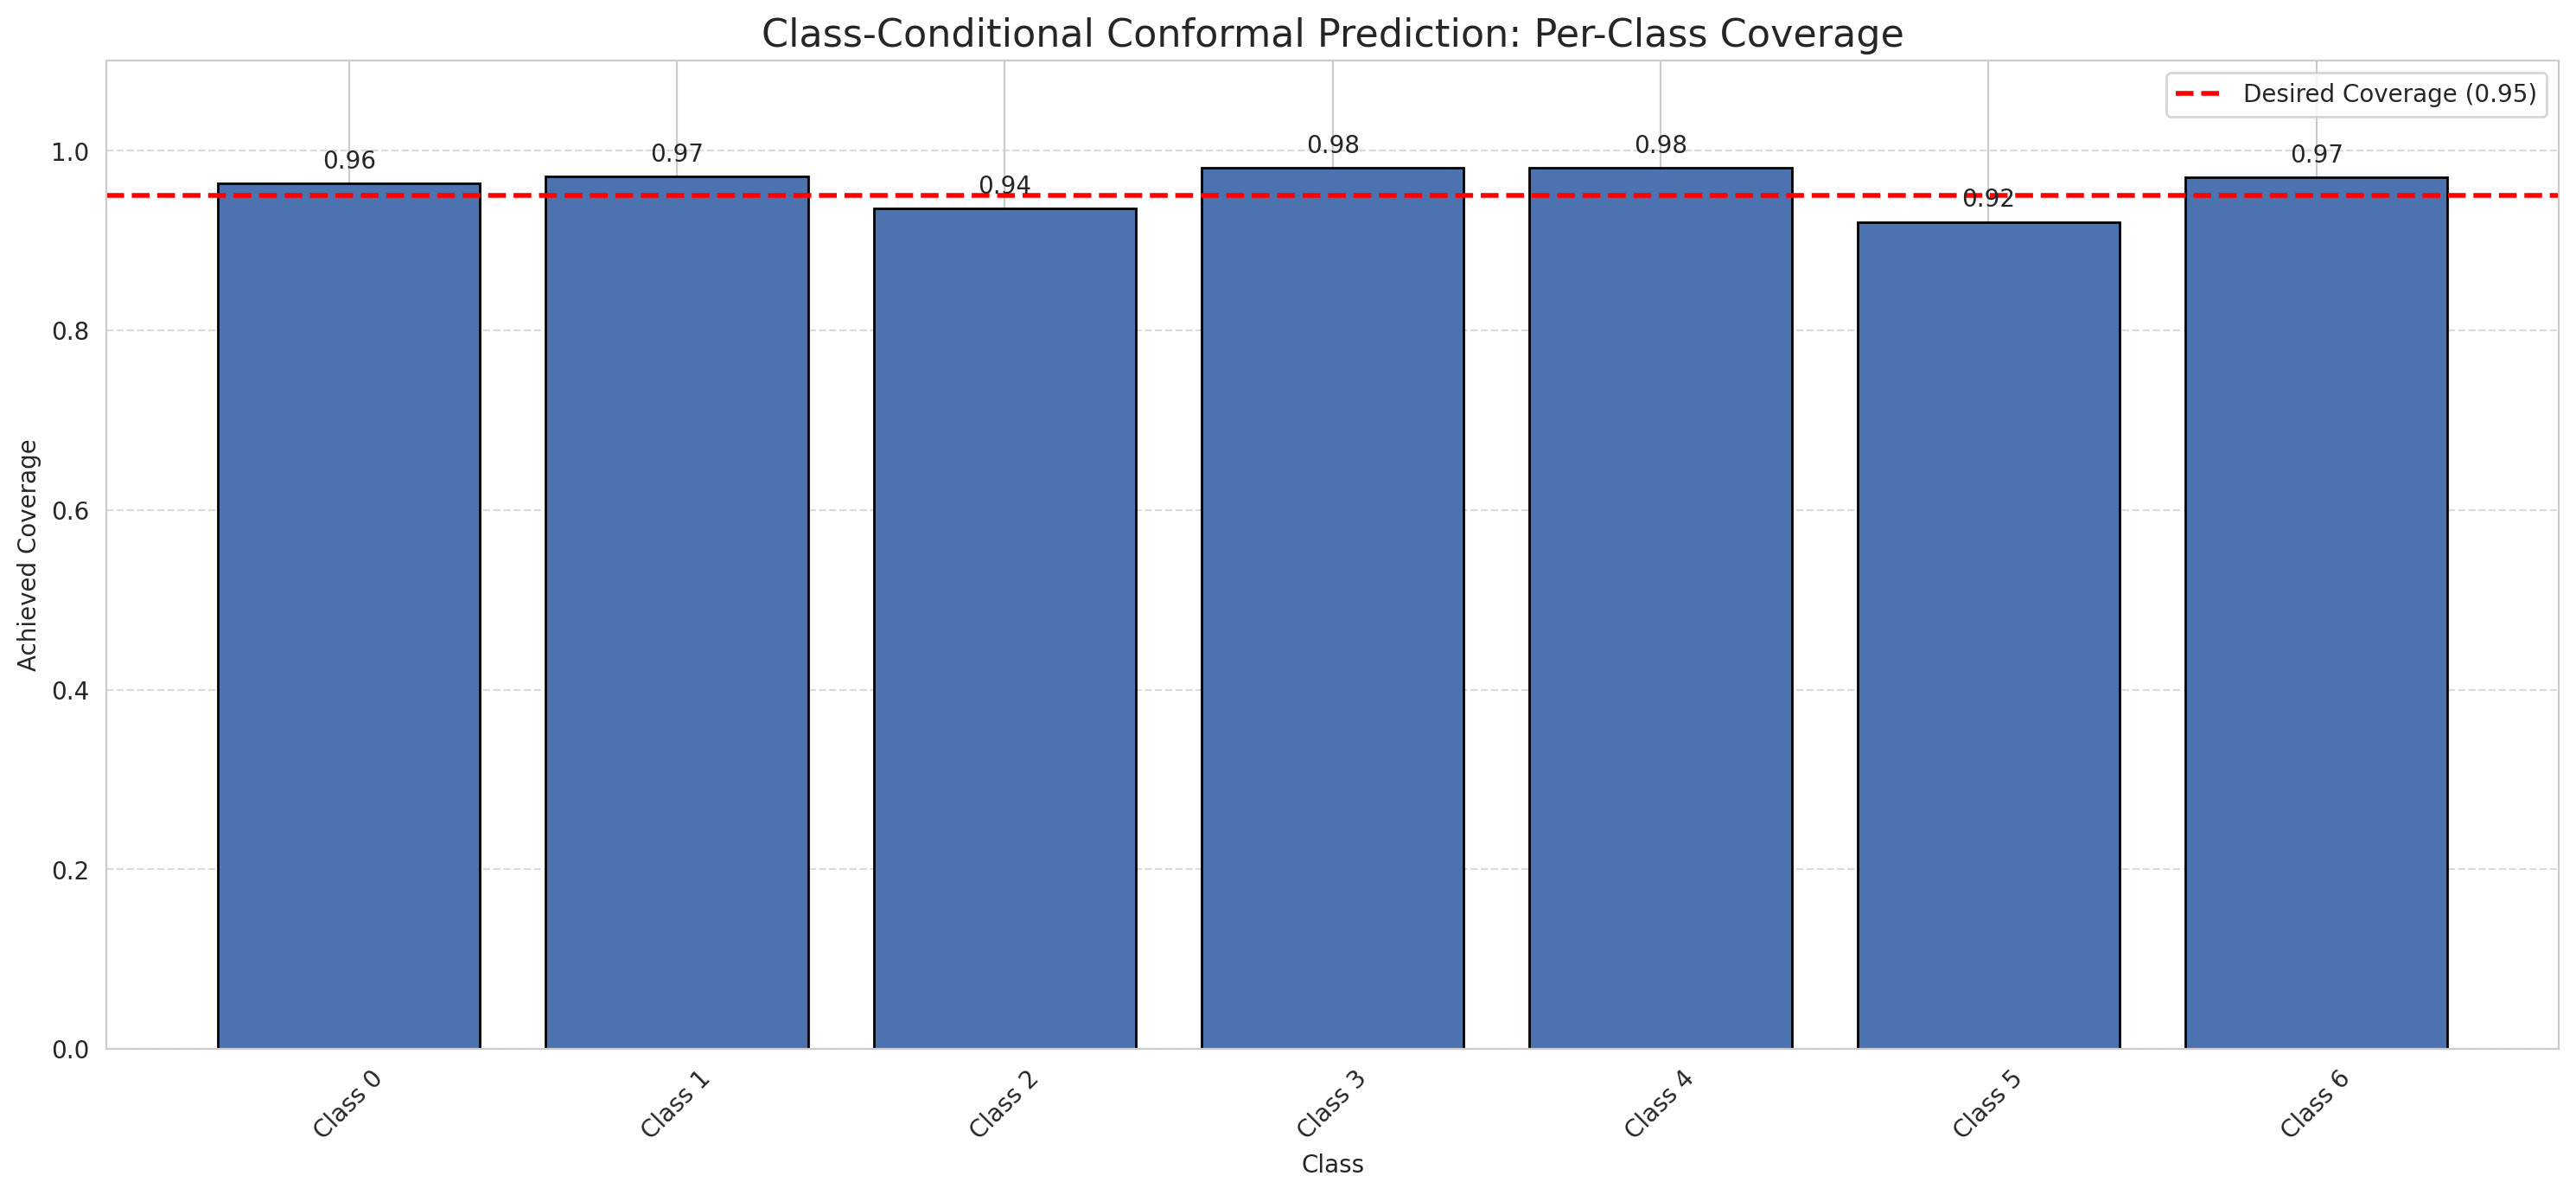 Class-Conditional Conformal Prediction: Per-Class Coverage
Desired Coverage (0.95)
Achieved Coverage
1.0
0.8
0.6
0.4
0.2
0.0
0.96
0.97
0.94
0.98
0.98
0.92
0.97
Class 0
Class 1
Class 2
Class 3
Class 4
Class 5
Class 6
Class